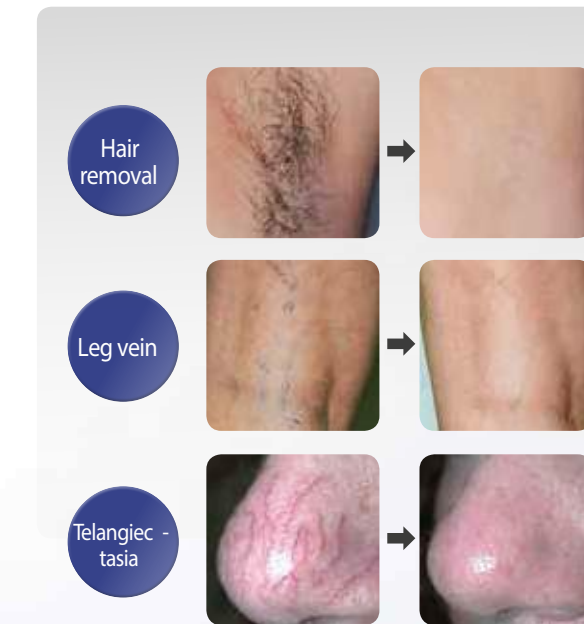 Hair
removal
Leg vein
Telangiec -
tasia